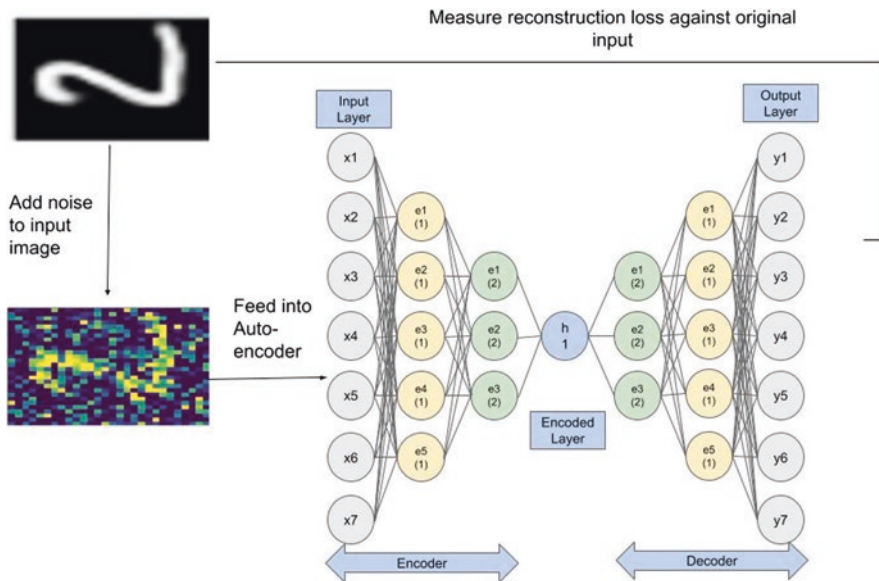 Measure reconstruction loss against original
input
Input
Layer
Output
Layer
Add noise
to input
image
Feed into
Auto-
encoder
x1
x2
x3
x4
x5
x6
x7
e1
(1)
e2
(1)
e3
(1)
e4
(1)
e5
(1)
e1
(2)
e2
(2)
e3
(2)
h
1
Encoded
Layer
e1
(2)
e2
(2)
e3
(2)
e1
(1)
e2
(1)
e3
(1)
e4
(1)
e5
(1)
y1
y2
y3
y4
y5
y6
y7
Encoder
Decoder